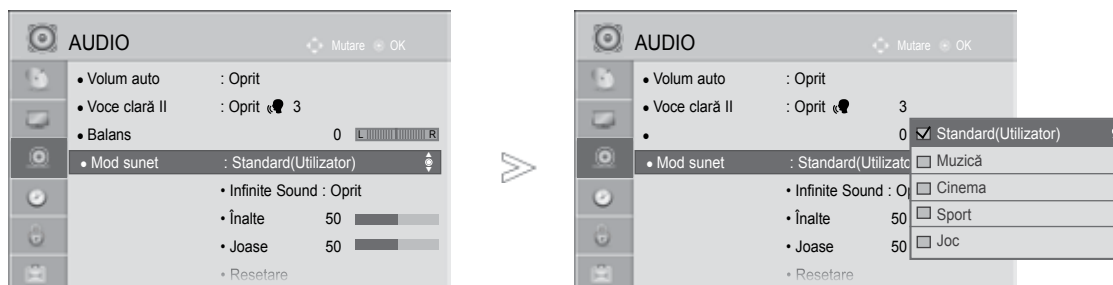 AUDIO
Mutare OK
• Volum auto : Oprit
• Voce clară II : Oprit 3
• Balans 0 L R
• Mod sunet : Standard(Utilizator)
• Infinite Sound : Oprit
• Înalte 50
• Joase 50
• Resetare
AUDIO
Mutare OK
• Volum auto : Oprit
• Voce clară II : Oprit 3
• 0
• Mod sunet : Standard(Utilizato
• Infinite Sound : Op
• Înalte 50
• Joase 50
• Resetare
Standard(Utilizator)
Muzică
Cinema
Sport
Joc